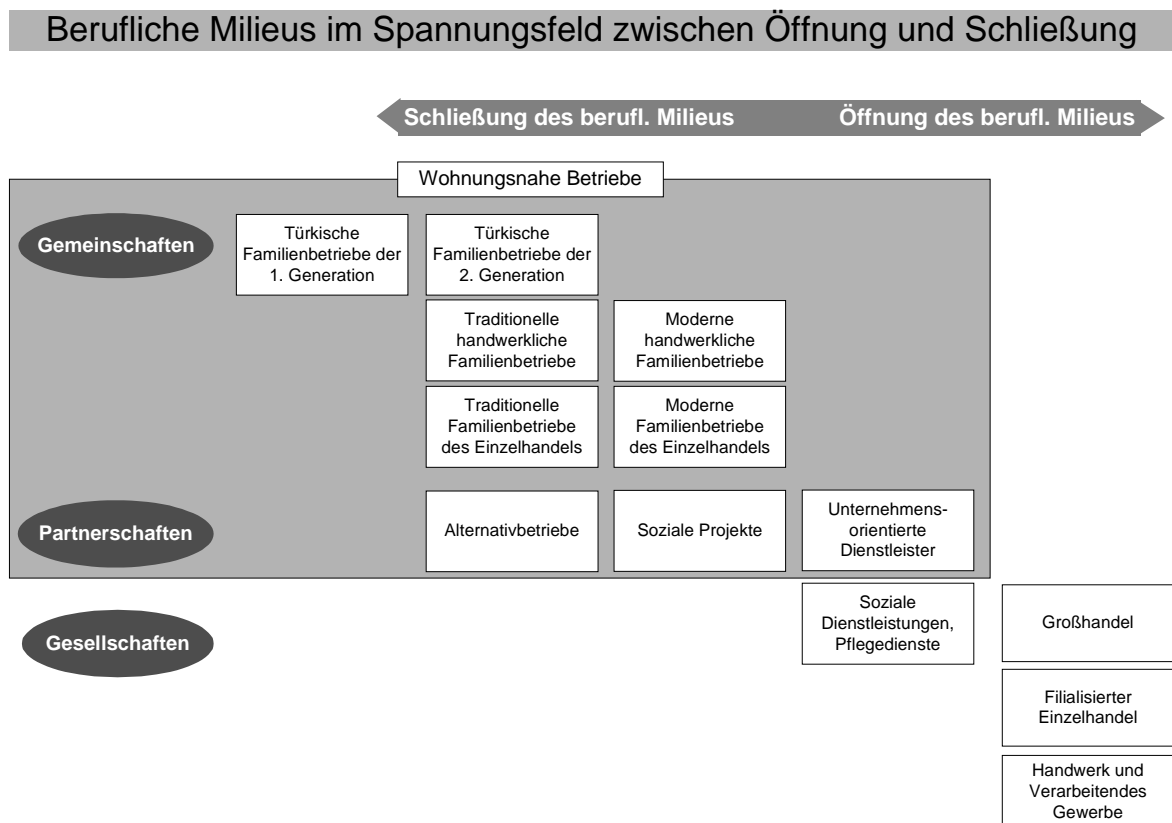 Berufliche Milieus im Spannungsfeld zwischen Öffnung und Schließung
Schließung des berufl. Milieus
Öffnung des berufl. Milieus
Wohnungsnahe Betriebe
Gemeinschaften
Türkische
Familienbetriebe der
1. Generation
Türkische
Familienbetriebe der
2. Generation
Traditionelle
handwerkliche
Familienbetriebe
Moderne
handwerkliche
Familienbetriebe
Traditionelle
Familienbetriebe
des Einzelhandels
Moderne
Familienbetriebe
des Einzelhandels
Partnerschaften
Alternativbetriebe
Soziale Projekte
Unternehmens-
orientierte
Dienstleister
Gesellschaften
Soziale
Dienstleistungen,
Pflegedienste
Großhandel
Filialisierter
Einzelhandel
Handwerk und
Verarbeitendes
Gewerbe